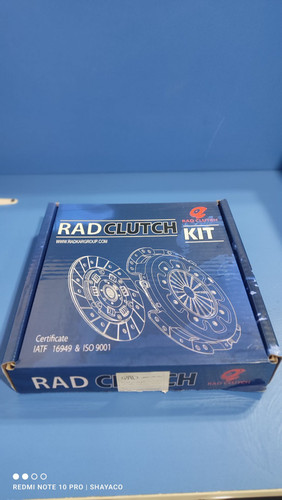 RAD CLUTCH
WWW.RADKARGROUP.COM
RAD CLUTCH
KIT
Certificate
IATF 16949 & ISO 9001
RAD CLUTCH
RAD CLUTCH
REDMI NOTE 10 PRO | SHAYACO